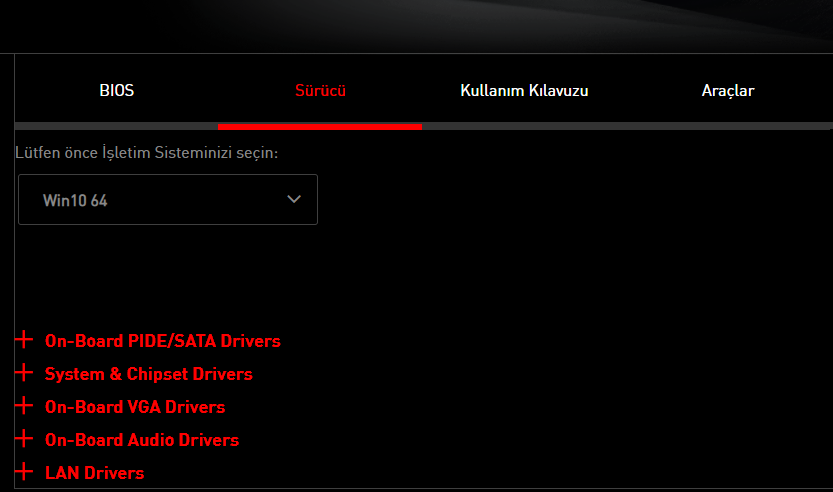 BIOS Sürücü Kullanım Kılavuzu Araçlar
Lütfen önce İşletim Sisteminizi seçin:
Win10 64
On-Board PIDE/SATA Drivers
System & Chipset Drivers
On-Board VGA Drivers
On-Board Audio Drivers
LAN Drivers